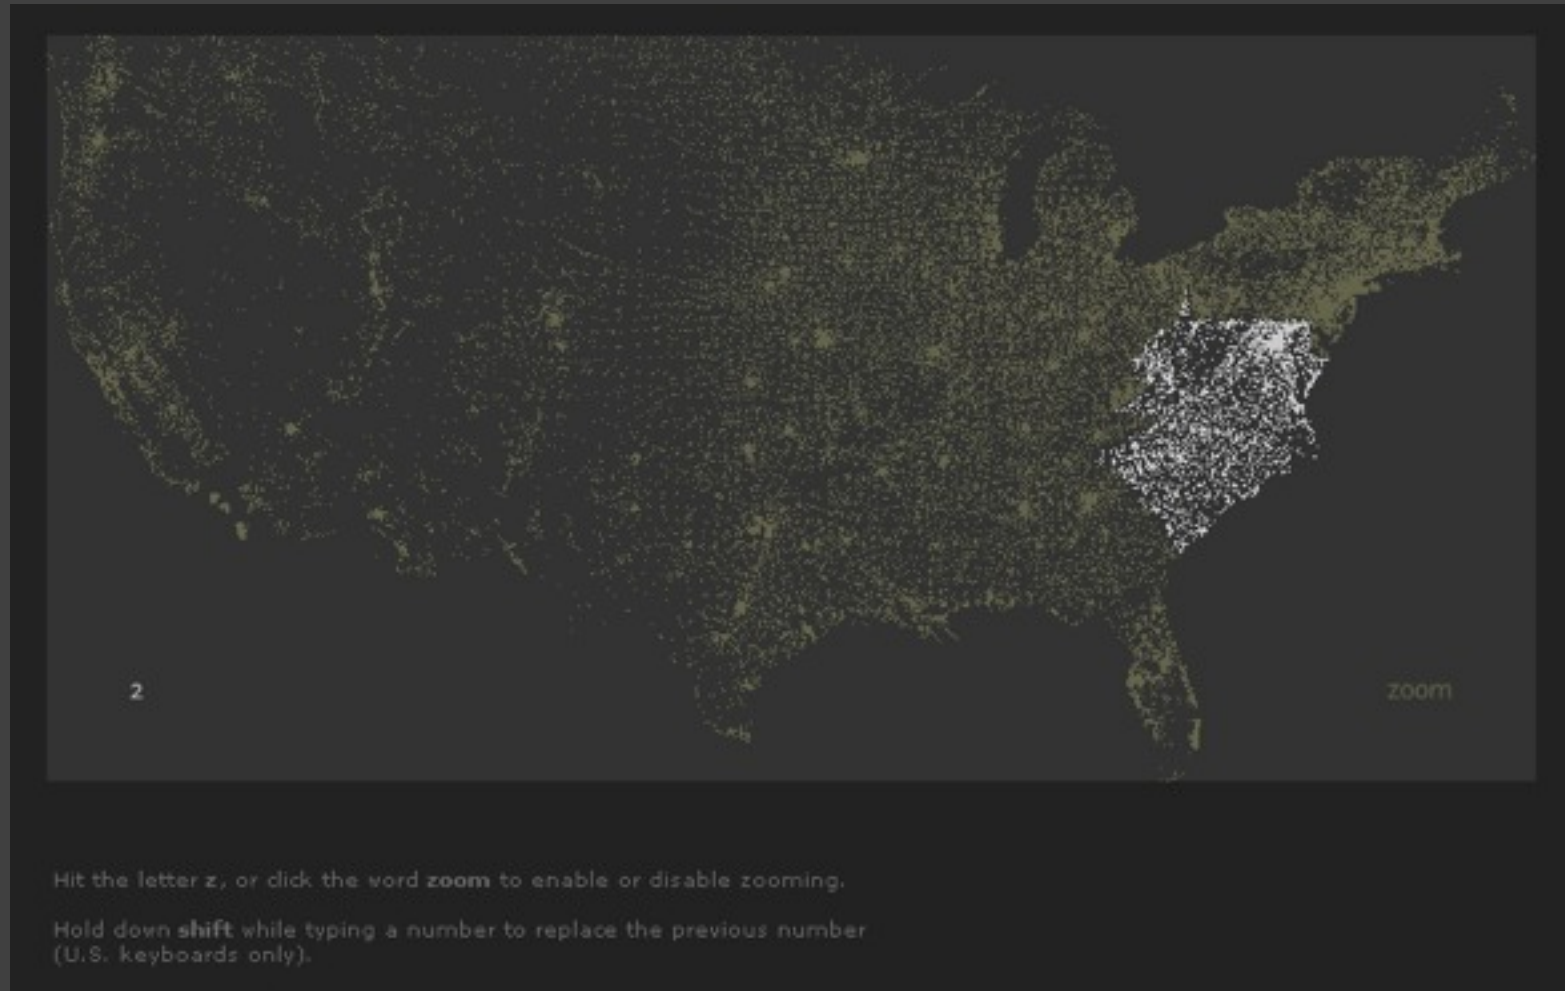 2
zoom
Hit the letter z, or click the word zoom to enable or disable zooming.
Hold down shift while typing a number to replace the previous number
(U.S. keyboards only).